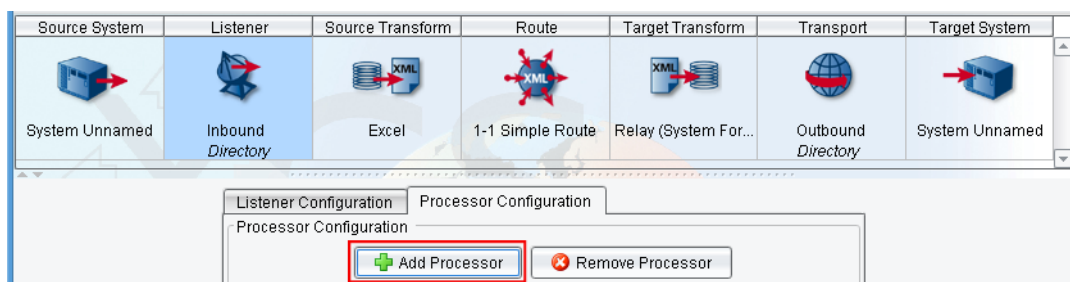 Source System Listener Source Transform Route Target Transform Transport Target System
XML XML XML
System Unnamed Inbound Excel 1-1 Simple Route Relay (System For... Outbound System Unnamed
Directory Directory
Listener Configuration Processor Configuration
Processor Configuration
Add Processor Remove Processor